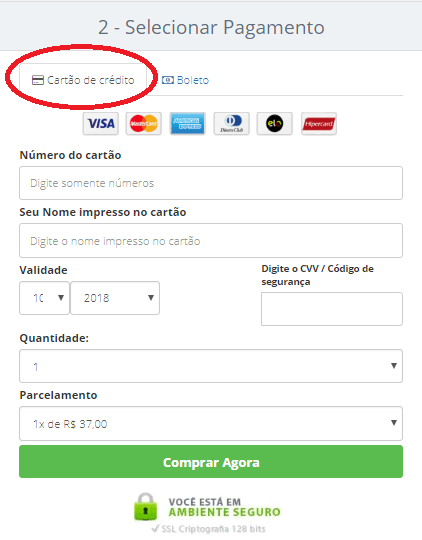 2 - Selecionar Pagamento
Cartão de crédito
Boleto
VISA MasterCard AMERICAN EXPRESS Diners Club elo Hipercard
Número do cartão
Digite somente números
Seu Nome impresso no cartão
Digite o nome impresso no cartão
Validade
Digite o CVV / Código de
segurança
10 2018
Quantidade:
1
Parcelamento
1x de R$ 37,00
Comprar Agora
VOCÊ ESTÁ EM
AMBIENTE SEGURO
SSL Criptografia 128 bits